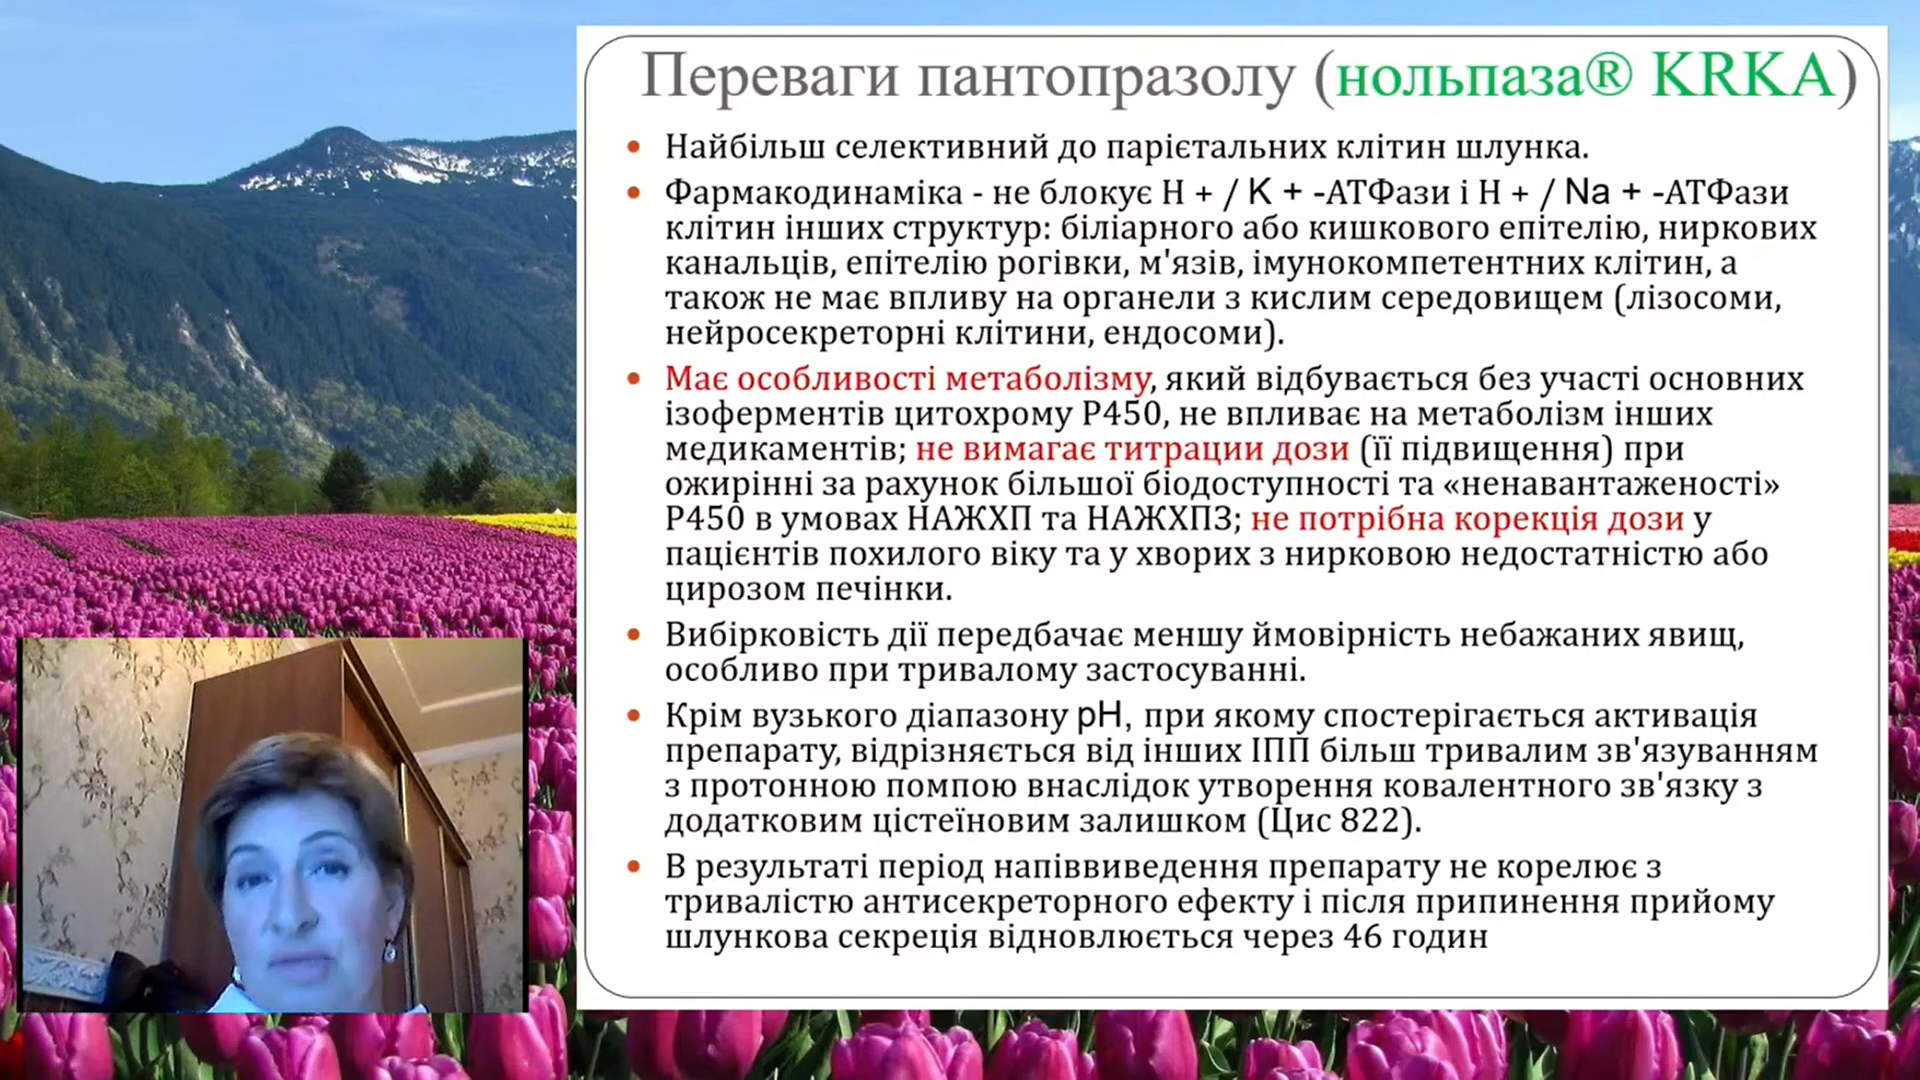 Переваги пантопразолу (нольпаза® KRKA)
• Найбільш селективний до парієтальних клітин шлунка.
• Фармакодинаміка - не блокує Н + / K + -АТФази і Н + / Na + -АТФази
клітин інших структур: біліарного або кишкового епітелію, ниркових
канальців, епітелію рогівки, м'язів, імунокомпетентних клітин, а
також не має впливу на органели з кислим середовищем (лізосоми,
нейросекреторні клітини, ендосоми).
• Має особливості метаболізму, який відбувається без участі основних
ізоферментів цитохрому Р450, не впливає на метаболізм інших
медикаментів; не вимагає титрации дози (її підвищення) при
ожирінні за рахунок більшої біодоступності та «ненавантаженості»
Р450 в умовах НАЖХП та НАЖХПЗ; не потрібна корекція дози у
пацієнтів похилого віку та у хворих з нирковою недостатністю або
цирозом печінки.
• Вибірковість дії передбачає меншу ймовірність небажаних явищ,
особливо при тривалому застосуванні.
• Крім вузького діапазону pH, при якому спостерігається активація
препарату, відрізняється від інших ІПП більш тривалим зв'язуванням
з протонною помпою внаслідок утворення ковалентного зв'язку з
додатковим цістеїновим залишком (Цис 822).
• В результаті період напіввиведення препарату не корелює з
тривалістю антисекреторного ефекту і після припинення прийому
шлункова секреція відновлюється через 46 годин